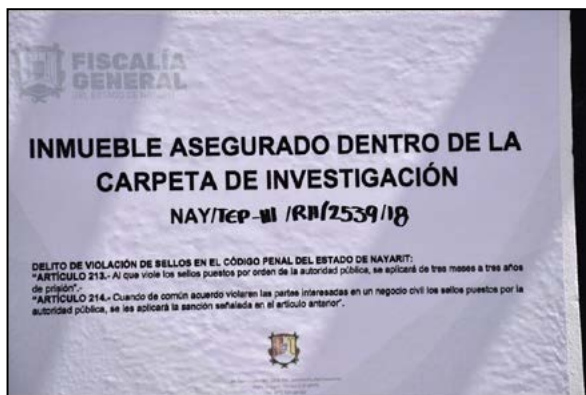 FISCALÍA
GENERAL
DEL ESTADO DE NAYARIT
INMUEBLE ASEGURADO DENTRO DE LA
CARPETA DE INVESTIGACIÓN
NAY/TEP-III /RH/2539/18
DELITO DE VIOLACIÓN DE SELLOS EN EL CÓDIGO PENAL DEL ESTADO DE NAYARIT:
"ARTÍCULO 213.- Al que viole los sellos puestos por orden de la autoridad pública, se aplicará de tres meses a tres años
de prisión".-
"ARTÍCULO 214.- Cuando de común acuerdo violaren las partes interesadas en un negocio civil los sellos puestos por la
autoridad pública, se les aplicará la sanción señalada en el artículo anterior".